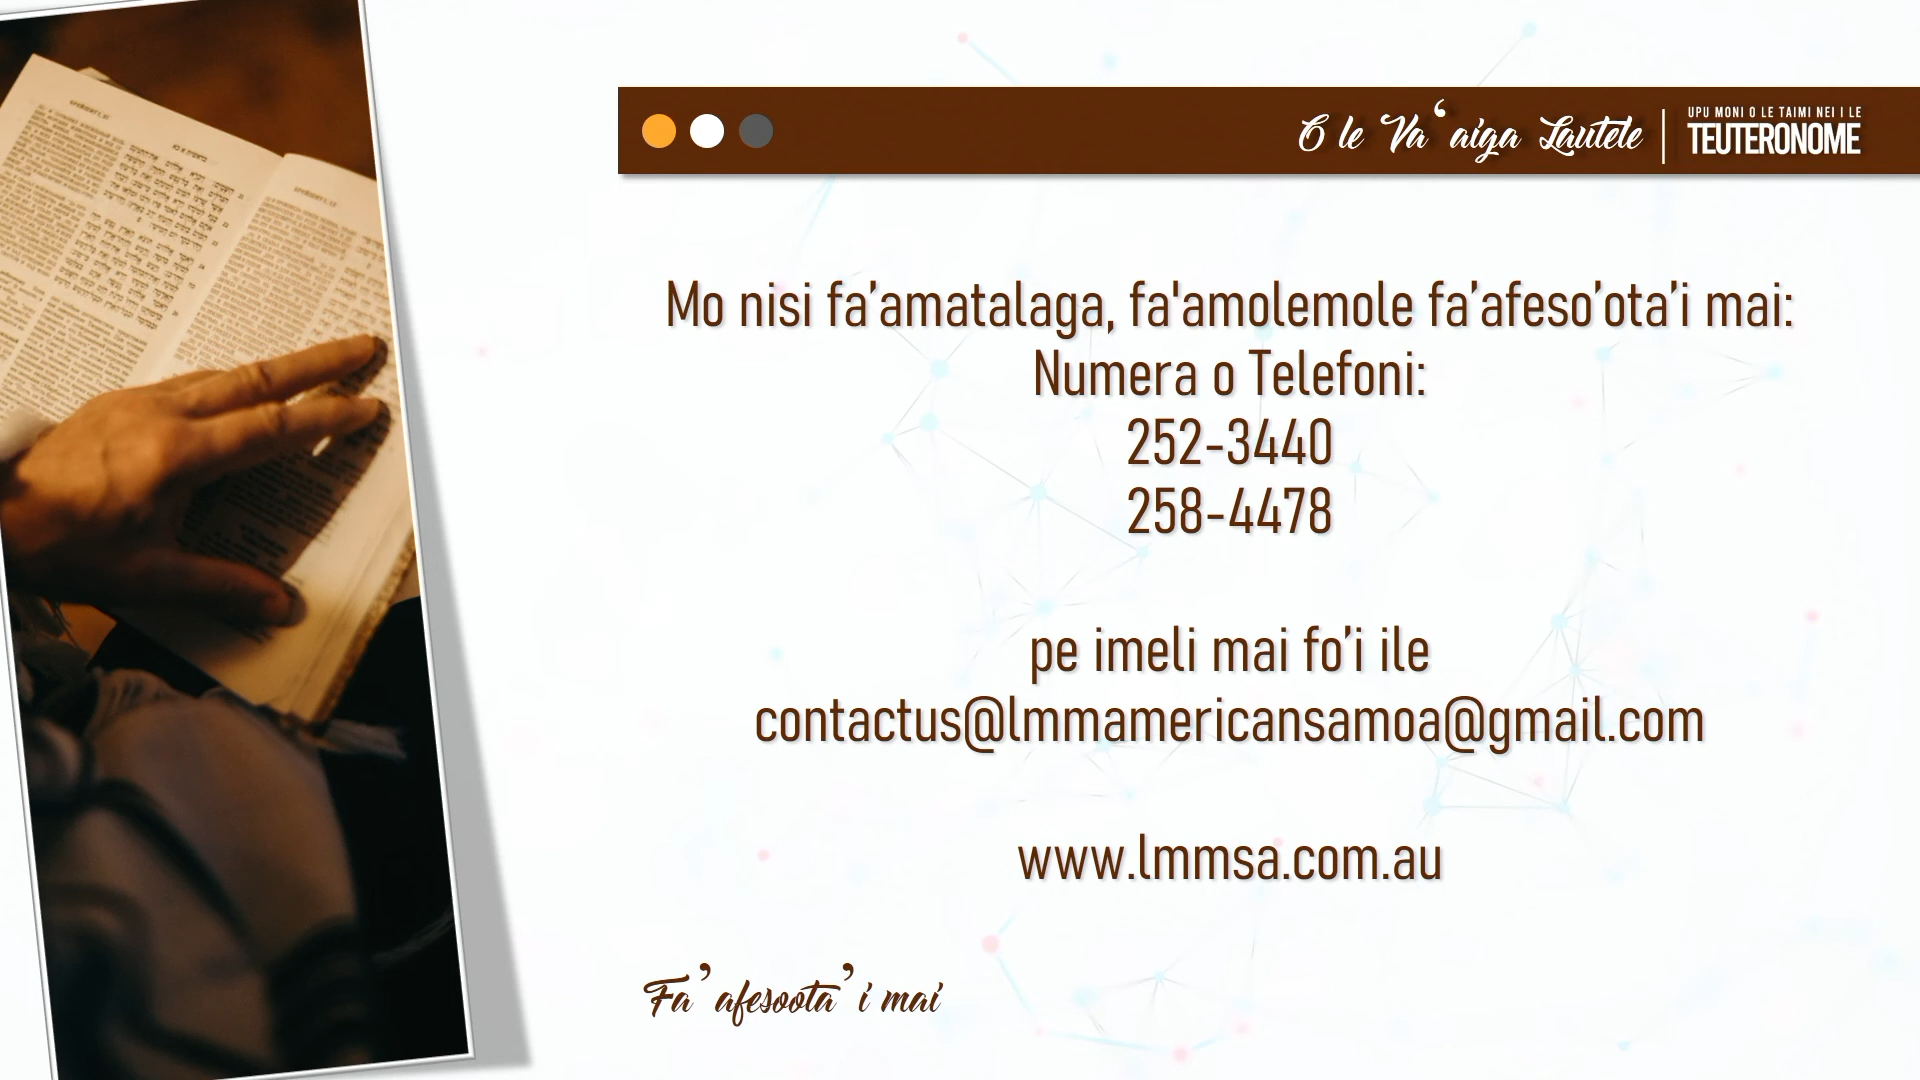 O le Va‘aiga Lautele
UPU MONI O LE TAIMI NEI I LE
TEUTERONOME
Mo nisi fa’amatalaga, fa'amolemole fa’afeso’ota’i mai:
Numera o Telefoni:
252-3440
258-4478
pe imeli mai fo’i ile
contactus@lmmamericansamoa@gmail.com
www.lmmsa.com.au
Fa’afesoota’i mai